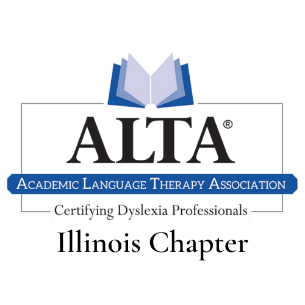 ALTA®
ACADEMIC LANGUAGE THERAPY ASSOCIATION
Certifying Dyslexia Professionals
Illinois Chapter